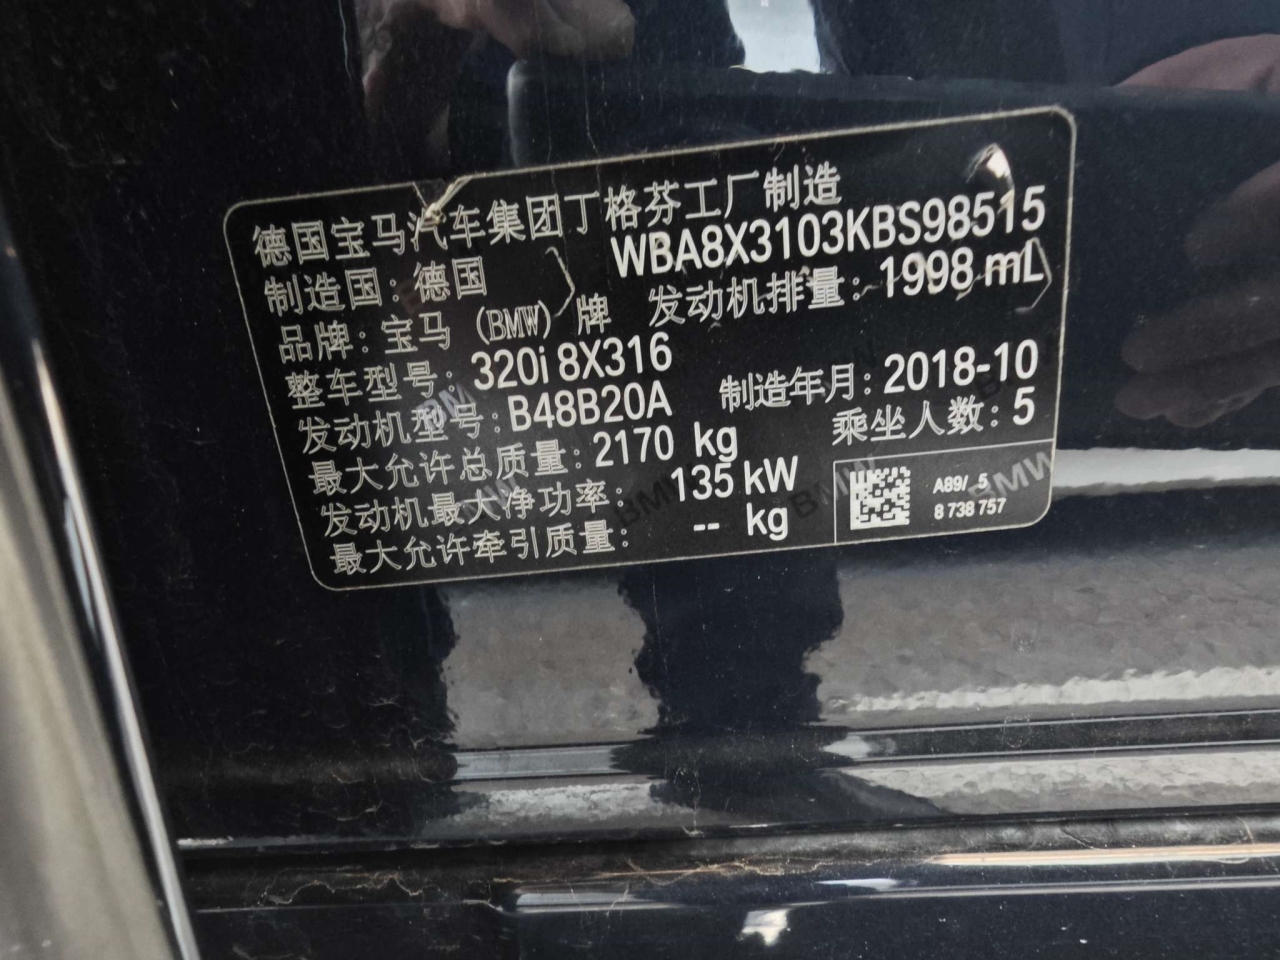 德国宝马汽车集团丁格芬工厂制造
制造国：德国 WBA8X3103KBS98515
品牌：宝马（BMW）牌 发动机排量：1998 mL
整车型号：320i 8X316
发动机型号：B48B20A 制造年月：2018-10
最大允许总质量：2170 kg 乘坐人数：5
发动机最大净功率： 135 kW
最大允许牵引质量： -- kg
A89/_5
8 738 757